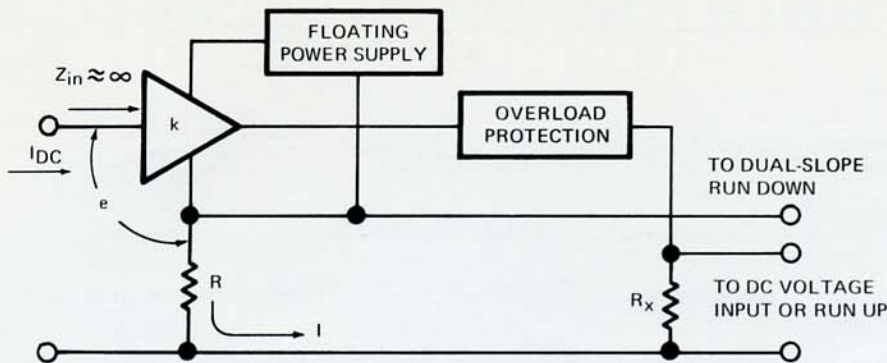 FLOATING
POWER SUPPLY
Zin ≈ ∞
k
OVERLOAD
PROTECTION
IDC
TO DUAL-SLOPE
RUN DOWN
e
R
I
Rx
TO DC VOLTAGE
INPUT OR RUN UP